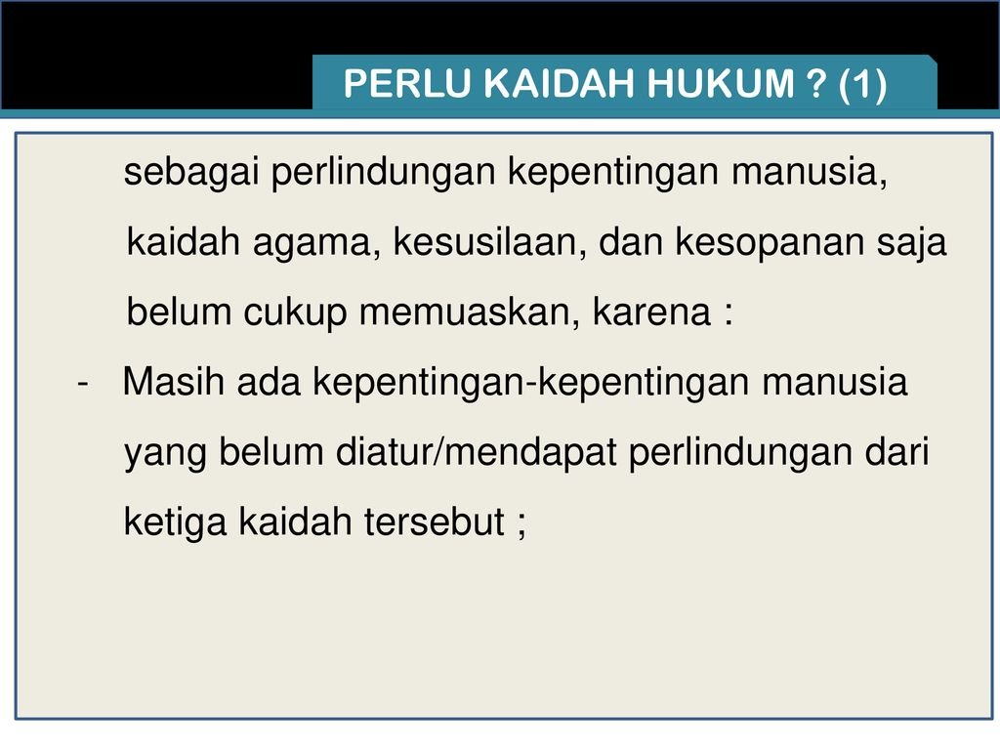 PERLU KAIDAH HUKUM ? (1)
sebagai perlindungan kepentingan manusia,
kaidah agama, kesusilaan, dan kesopanan saja
belum cukup memuaskan, karena :
- Masih ada kepentingan-kepentingan manusia
yang belum diatur/mendapat perlindungan dari
ketiga kaidah tersebut ;